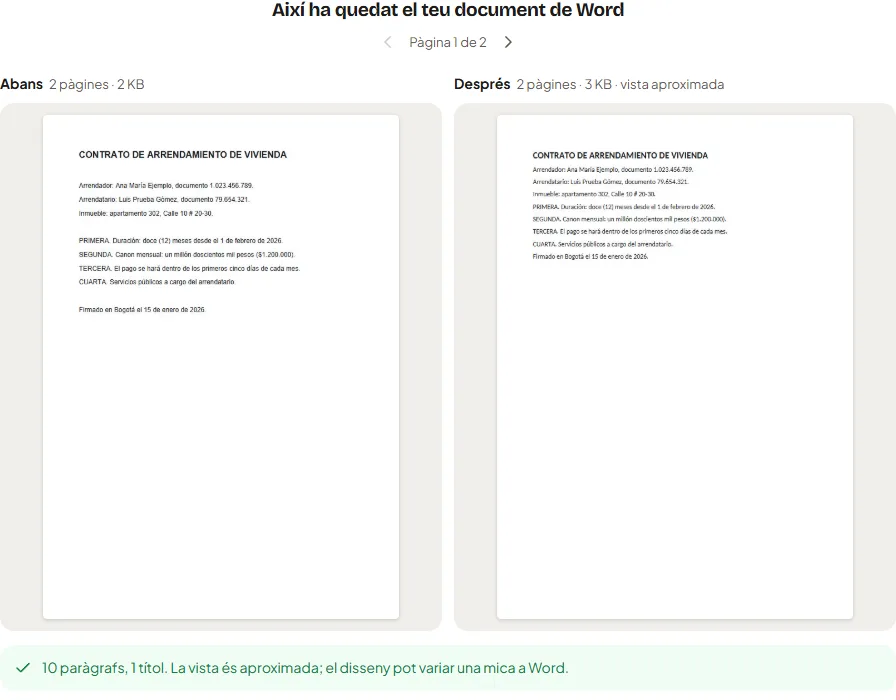 Així ha quedat el teu document de Word
Pàgina 1 de 2
Abans 2 pàgines · 2 KB
CONTRATO DE ARRENDAMIENTO DE VIVIENDA
Arrendador: Ana María Ejemplo, documento 1.023.456.789.
Arrendatario: Luis Prueba Gómez, documento 79.654.321.
Inmueble: apartamento 302, Calle 10 # 20-30.
PRIMERA. Duración: doce (12) meses desde el 1 de febrero de 2026.
SEGUNDA. Canon mensual: un millón doscientos mil pesos ($1.200.000).
TERCERA. El pago se hará dentro de los primeros cinco días de cada mes.
CUARTA. Servicios públicos a cargo del arrendatario.
Firmado en Bogotá el 15 de enero de 2026.
Després 2 pàgines · 3 KB · vista aproximada
CONTRATO DE ARRENDAMIENTO DE VIVIENDA
Arrendador: Ana María Ejemplo, documento 1.023.456.789.
Arrendatario: Luis Prueba Gómez, documento 79.654.321.
Inmueble: apartamento 302, Calle 10 # 20-30.
PRIMERA. Duración: doce (12) meses desde el 1 de febrero de 2026.
SEGUNDA. Canon mensual: un millón doscientos mil pesos ($1.200.000).
TERCERA. El pago se hará dentro de los primeros cinco días de cada mes.
CUARTA. Servicios públicos a cargo del arrendatario.
Firmado en Bogotá el 15 de enero de 2026.
10 paràgrafs, 1 títol. La vista és aproximada; el disseny pot variar una mica a Word.